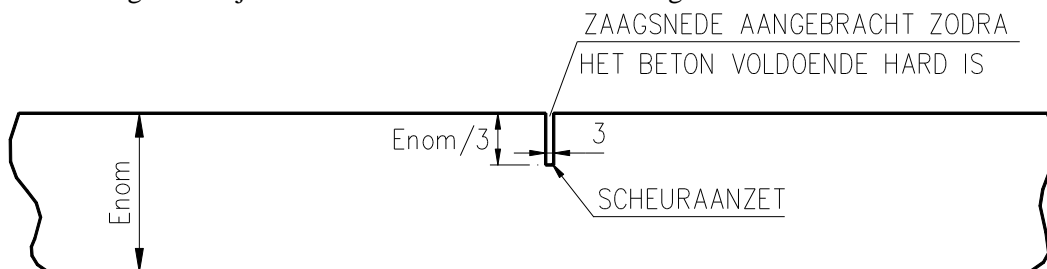 ZAAGSNEDE AANGEBRACHT ZODRA
HET BETON VOLDOENDE HARD IS
Enom/3
3
Enom
SCHEURAANZET